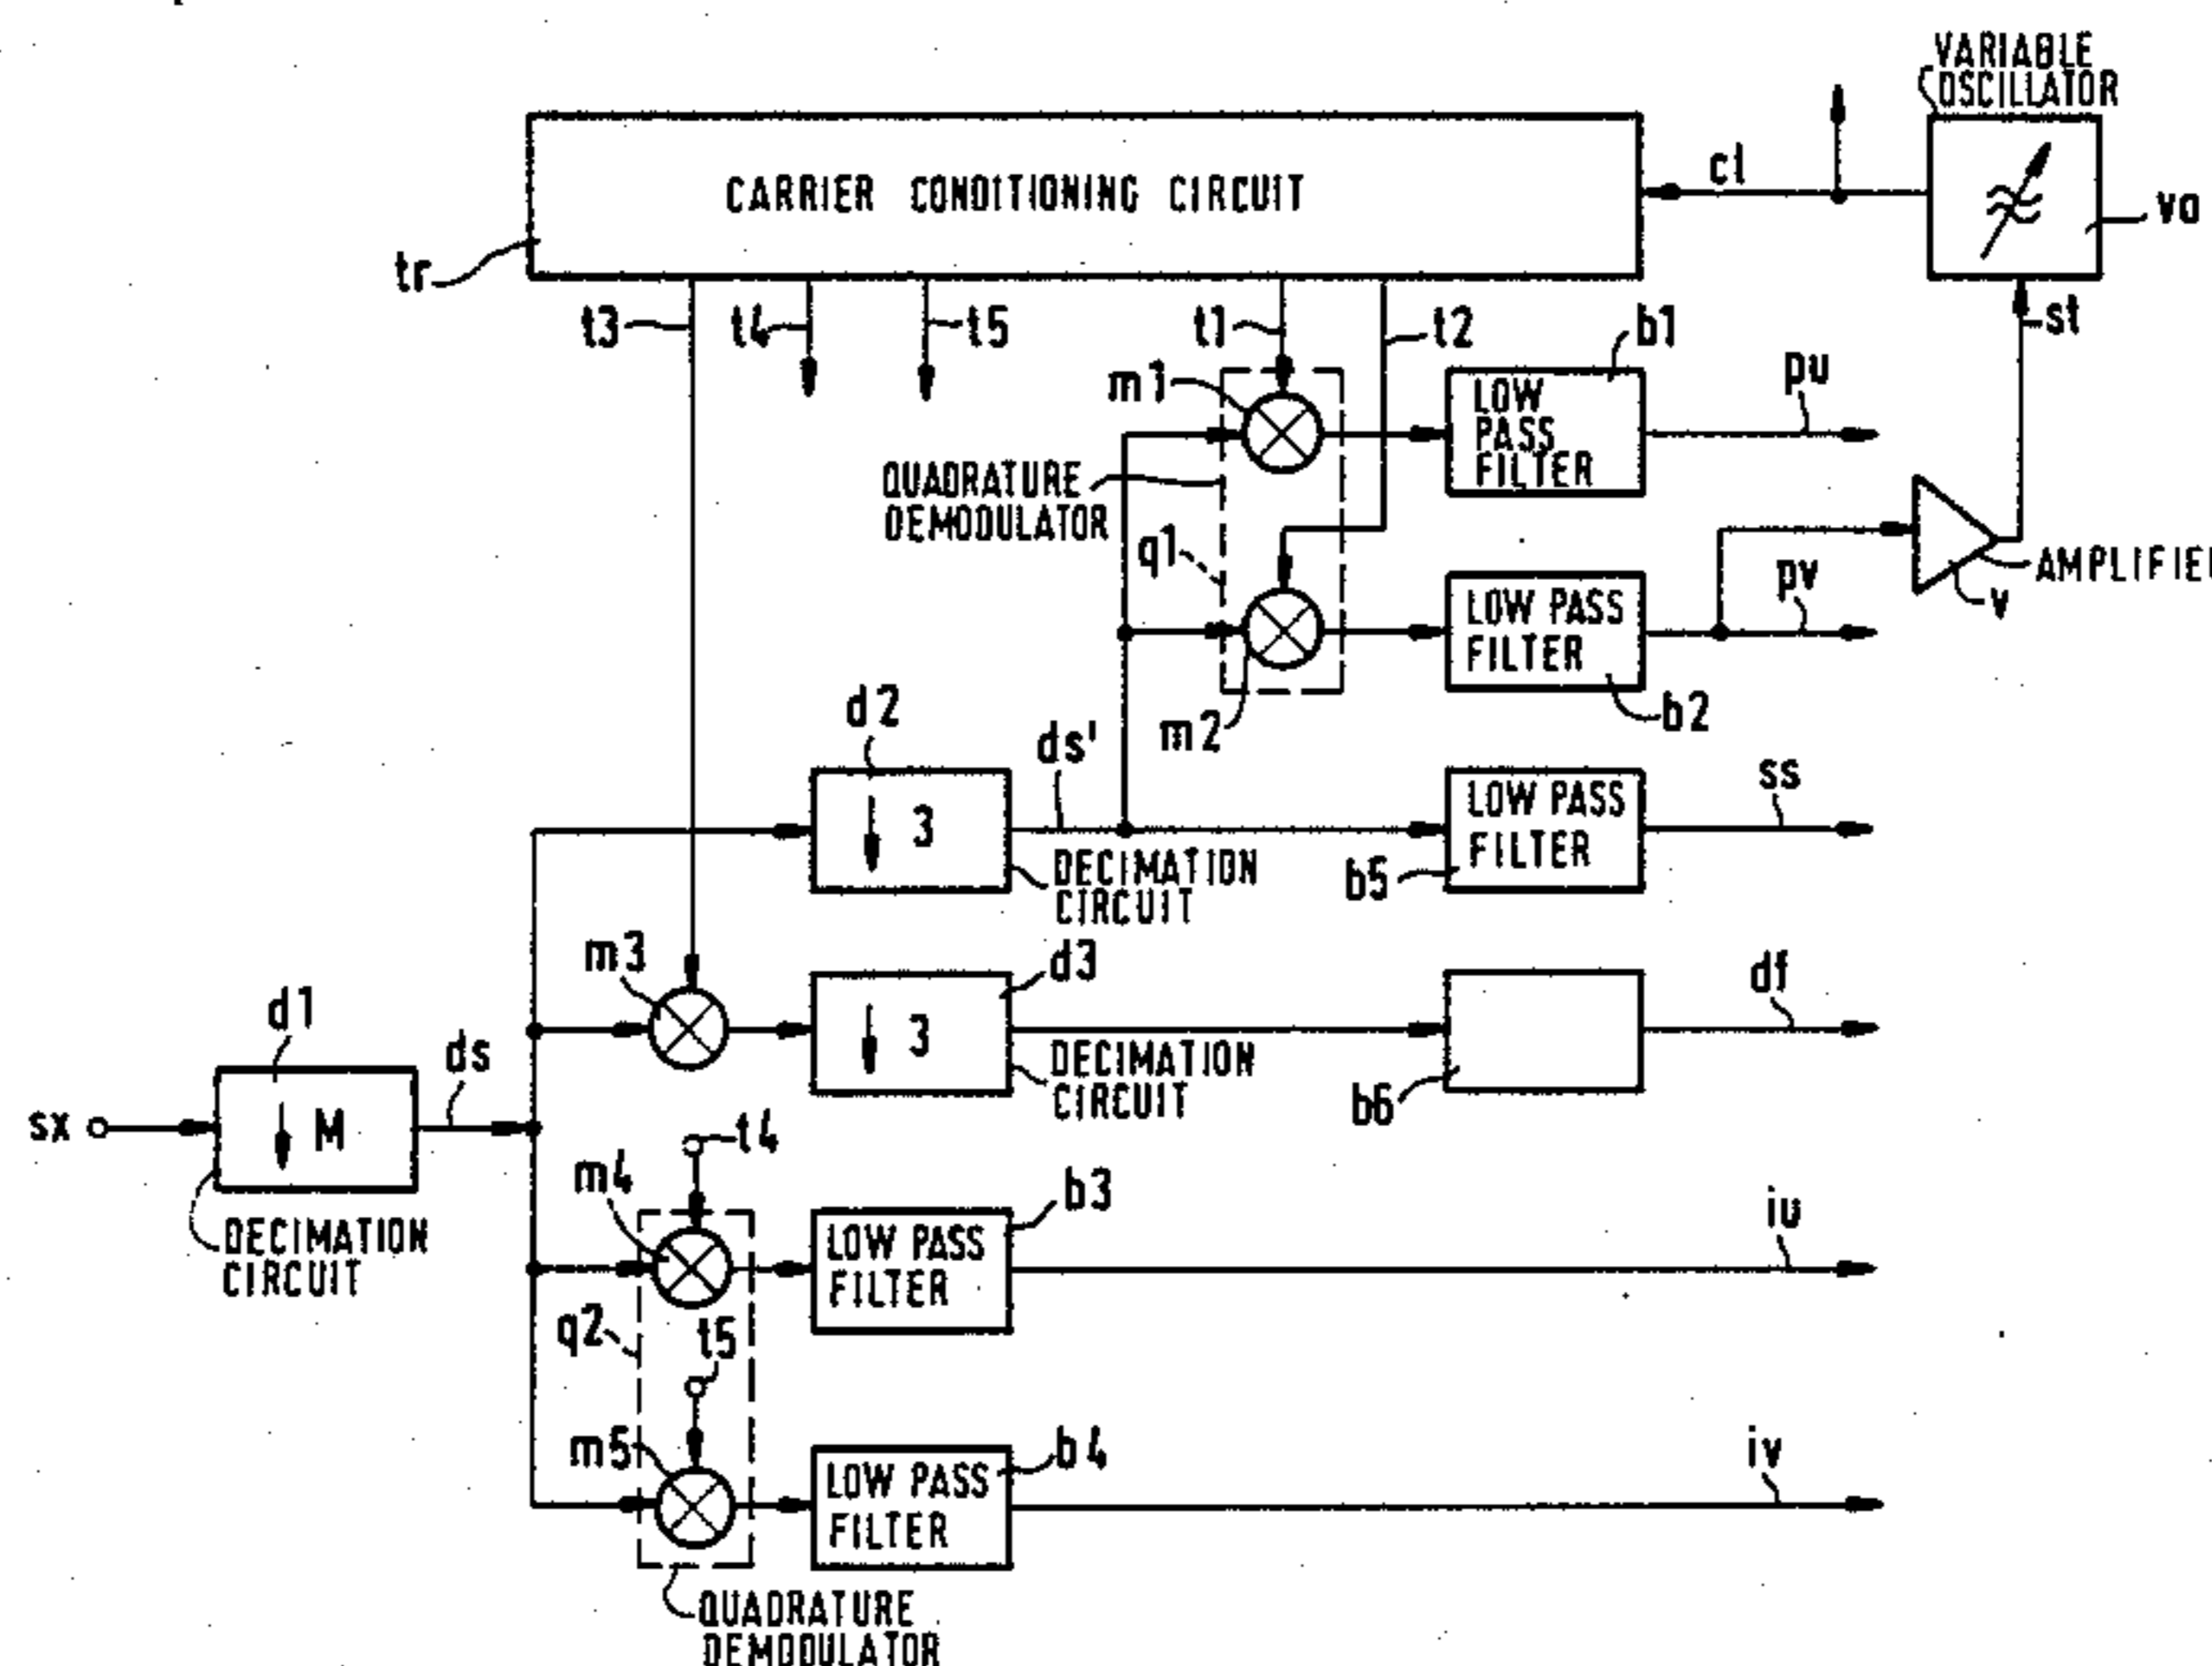 VARIABLE
OSCILLATOR
CARRIER CONDITIONING CIRCUIT
cl
vo
tr
t3
t4
t5
t1
t2
b1
st
m1
LOW
PASS
FILTER
pu
QUADRATURE
DEMODULATOR
q1
LOW PASS
FILTER
pv
v
AMPLIFIE
m2
b2
d2
ds'
3
DECIMATION
CIRCUIT
LOW PASS
FILTER
b5
ss
m3
d3
3
DECIMATION
CIRCUIT
b6
df
sx
d1
M
ds
DECIMATION
CIRCUIT
t4
m4
b3
LOW PASS
FILTER
iu
q2
t5
m5
b4
LOW PASS
FILTER
iv
QUADRATURE
DEMODULATOR